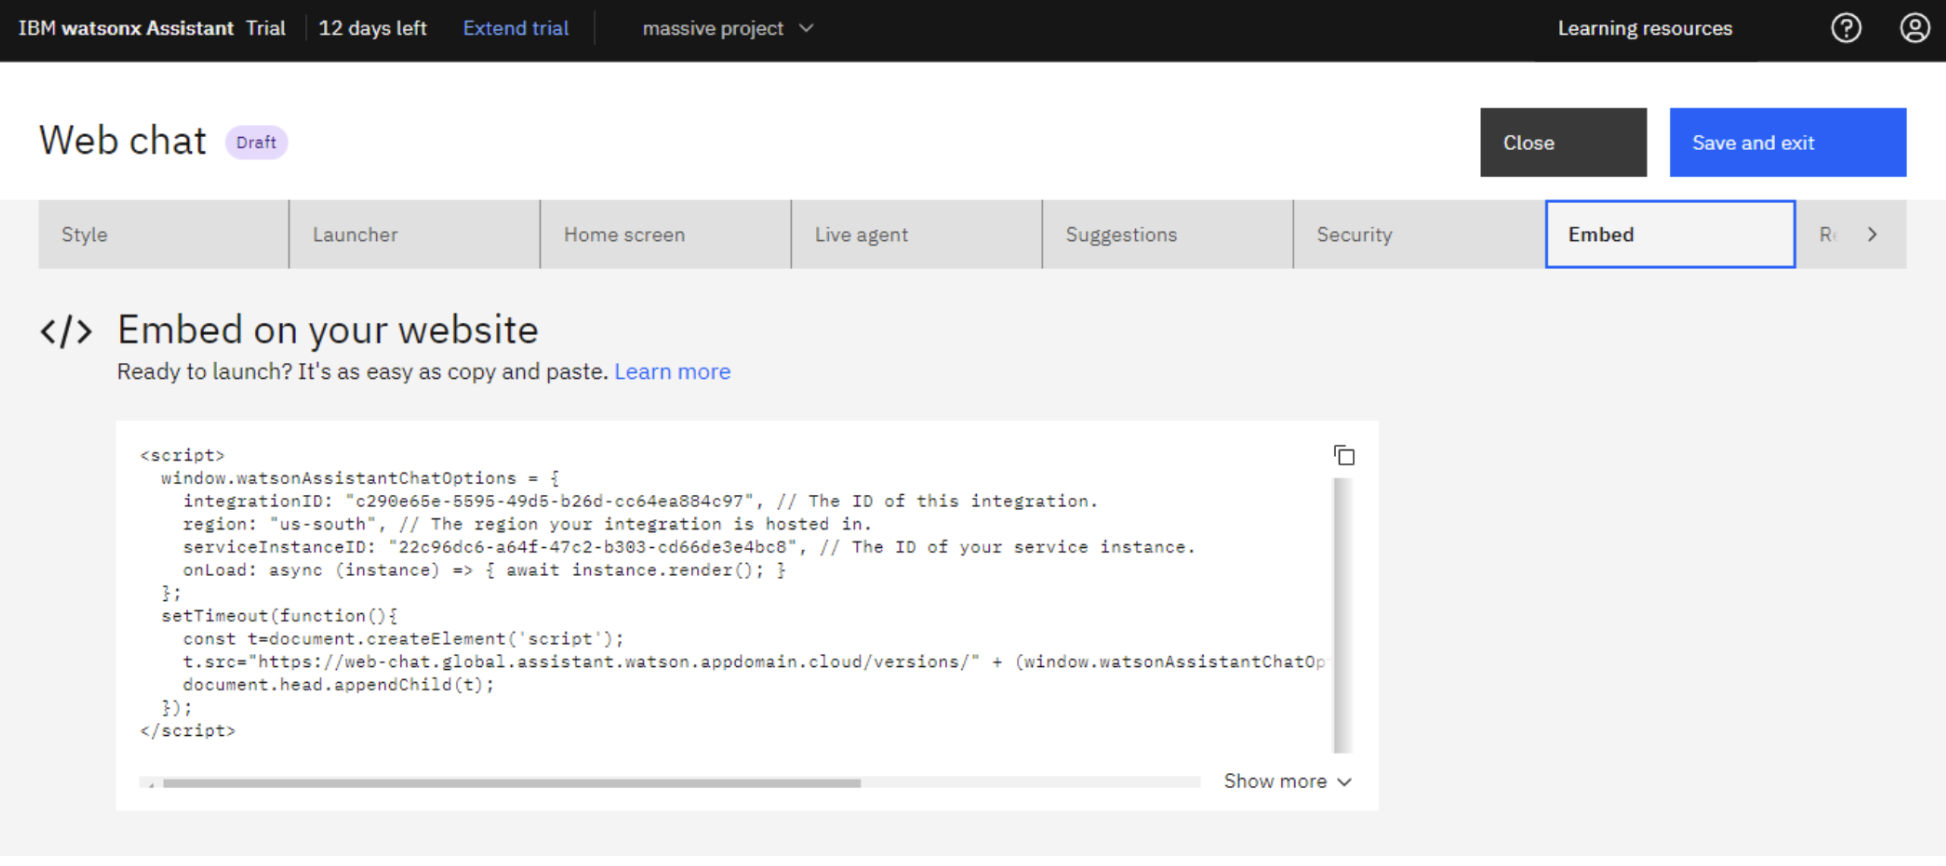 IBM watsonx Assistant Trial 12 days left Extend trial massive project Learning resources
Web chat Draft Close Save and exit
Style Launcher Home screen Live agent Suggestions Security Embed
</> Embed on your website
Ready to launch? It's as easy as copy and paste. Learn more
<script>
window.watsonAssistantChatOptions = {
integrationID: "c290e65e-5595-49d5-b26d-cc64ea884c97", // The ID of this integration.
region: "us-south", // The region your integration is hosted in.
serviceInstanceID: "22c96dc6-a64f-47c2-b303-cd66de3e4bc8", // The ID of your service instance.
onLoad: async (instance) => { await instance.render(); }
};
setTimeout(function(){
const t=document.createElement('script');
t.src="https://web-chat.global.assistant.watson.appdomain.cloud/versions/" + (window.watsonAssistantChatOp
document.head.appendChild(t);
});
</script>
Show more